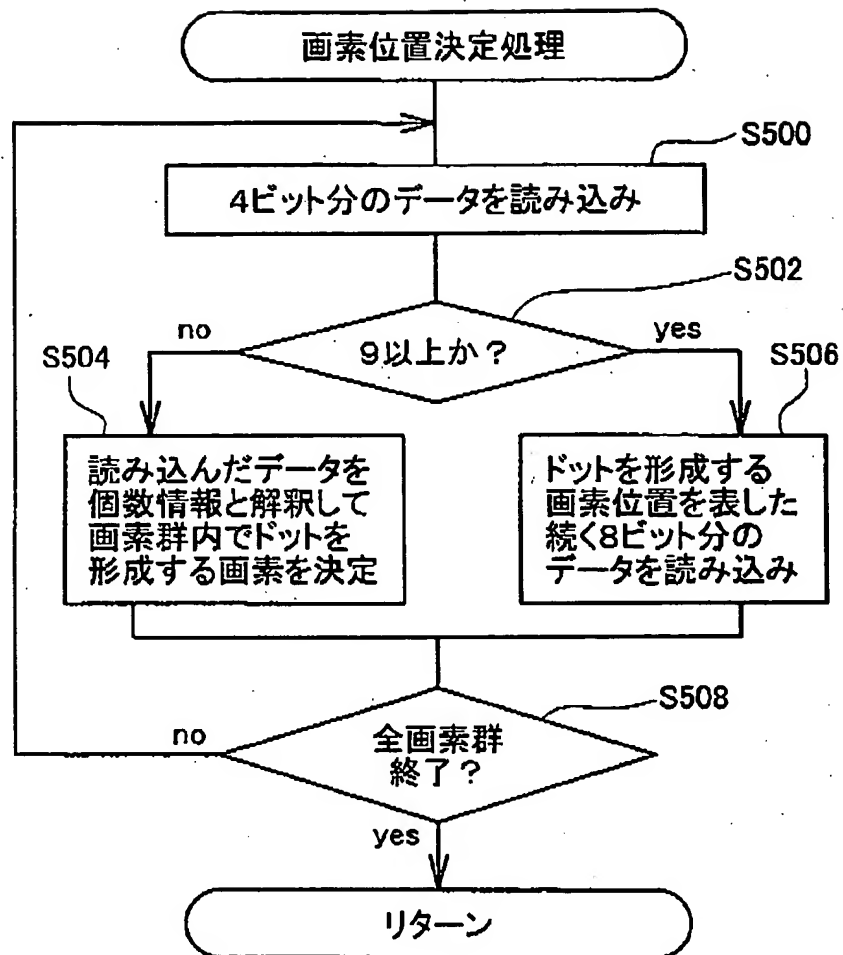 画素位置決定処理
S500
4ビット分のデータを読み込み
S502
9以上か?
no
yes
S504
S506
読み込んだデータを
個数情報と解釈して
画素群内でドットを
形成する画素を決定
ドットを形成する
画素位置を表した
続く8ビット分の
データを読み込み
S508
全画素群
終了?
no
yes
リターン